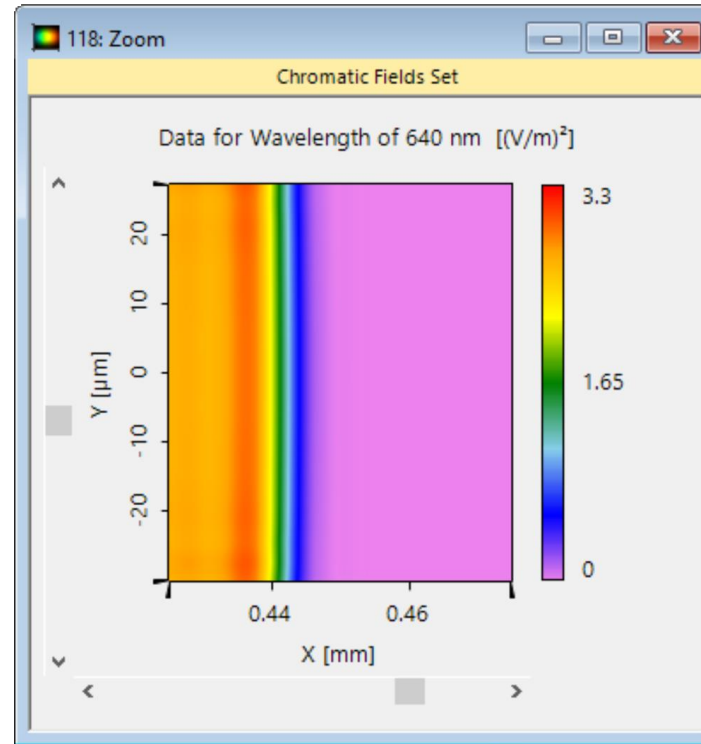 118: Zoom
Chromatic Fields Set
Data for Wavelength of 640 nm [(V/m)²]
3.3
1.65
0
20
10
0
-10
-20
Y [µm]
0.44 0.46
X [mm]